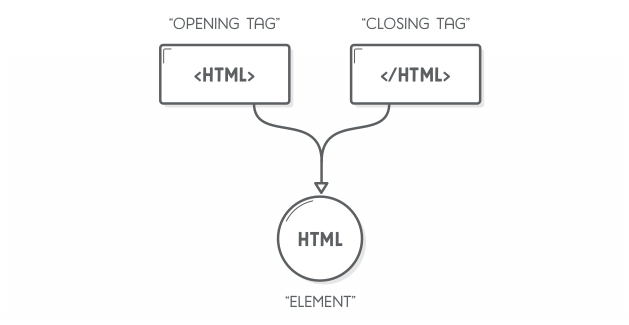 “OPENING TAG”
“CLOSING TAG”
<HTML>
</HTML>
HTML
“ELEMENT”